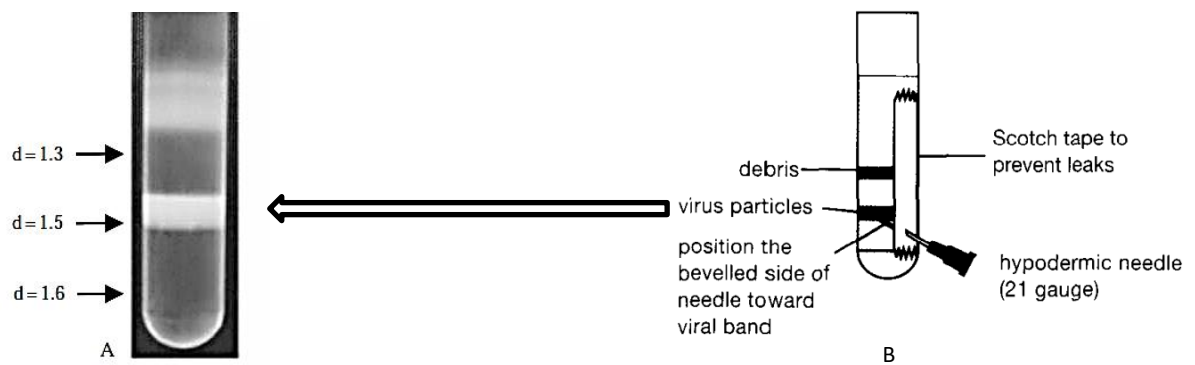 d = 1.3
d = 1.5
d = 1.6
A
debris
virus particles
position the
bevelled side of
needle toward
viral band
Scotch tape to
prevent leaks
hypodermic needle
(21 gauge)
B